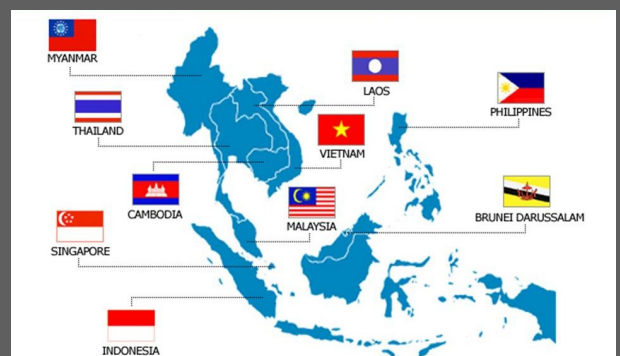 MYANMAR
LAOS
PHILIPPINES
THAILAND
VIETNAM
CAMBODIA
MALAYSIA
BRUNEI DARUSSALAM
SINGAPORE
INDONESIA